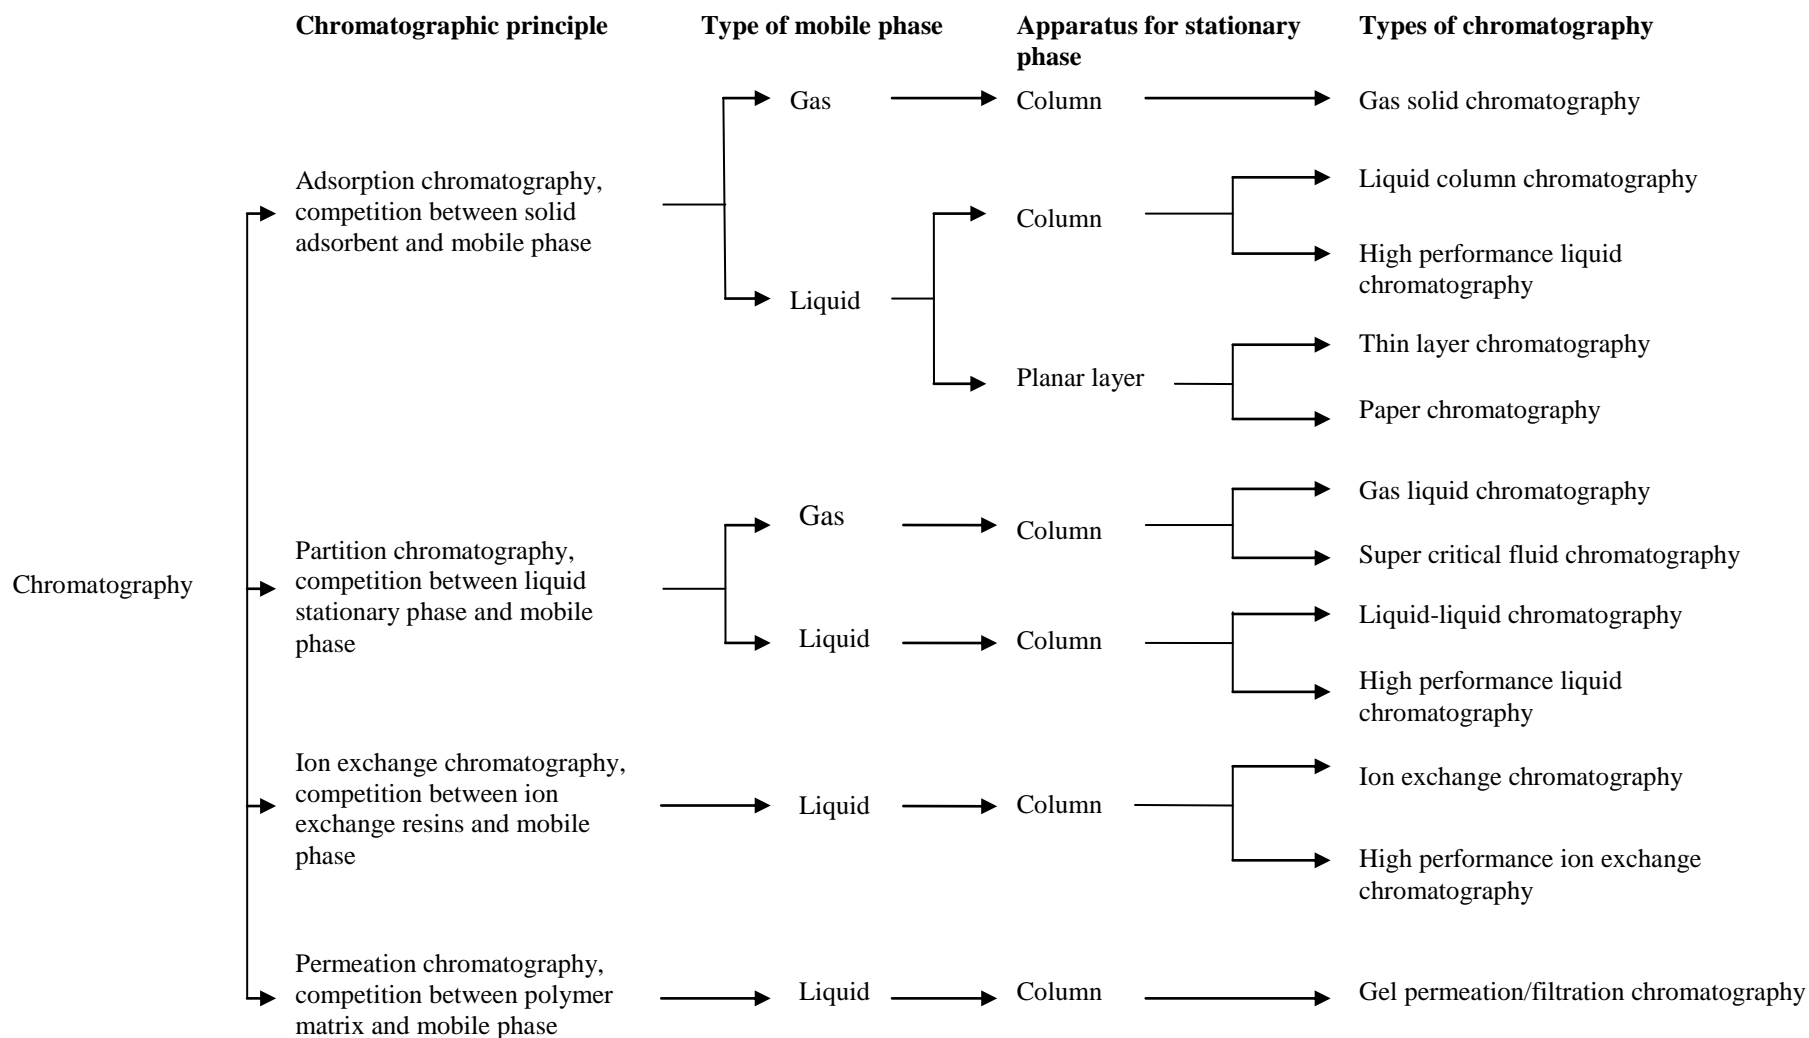 Chromatographic principle
Type of mobile phase
Apparatus for stationary
phase
Types of chromatography
Gas
Column
Gas solid chromatography
Adsorption chromatography,
competition between solid
adsorbent and mobile phase
Liquid column chromatography
Column
High performance liquid
chromatography
Liquid
Thin layer chromatography
Planar layer
Paper chromatography
Chromatography
Partition chromatography,
competition between liquid
stationary phase and mobile
phase
Gas
Column
Gas liquid chromatography
Super critical fluid chromatography
Liquid
Column
Liquid-liquid chromatography
High performance liquid
chromatography
Ion exchange chromatography,
competition between ion
exchange resins and mobile
phase
Liquid
Column
Ion exchange chromatography
High performance ion exchange
chromatography
Permeation chromatography,
competition between polymer
matrix and mobile phase
Liquid
Column
Gel permeation/filtration chromatography